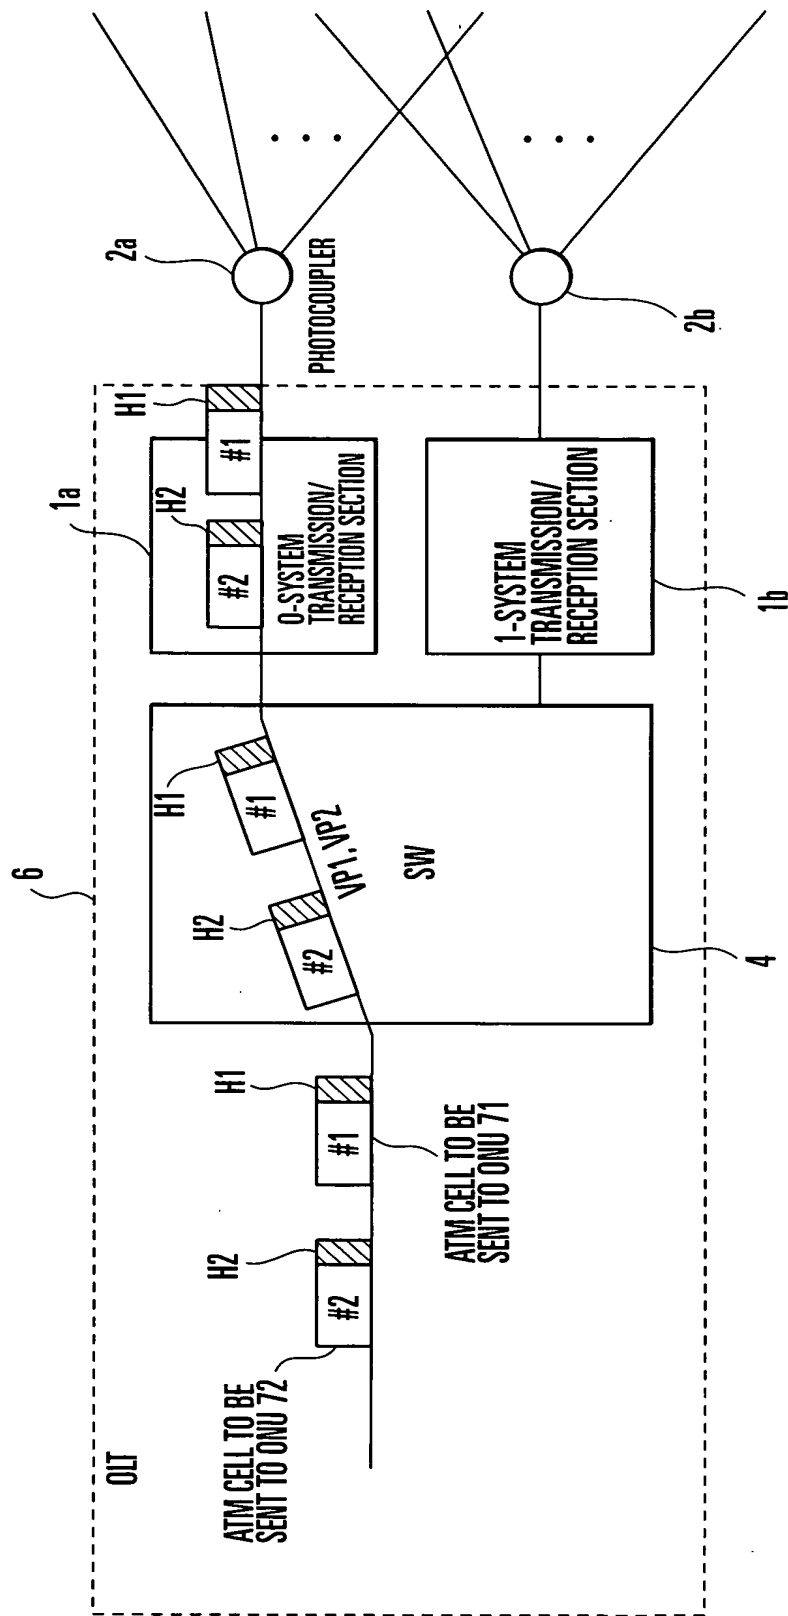 OLT
6
ATM CELL TO BE
SENT TO ONU 72
#2
H2
#1
H1
ATM CELL TO BE
SENT TO ONU 71
#2
H2
#1
H1
VP1, VP2
SW
4
1a
#2
H2
#1
H1
0-SYSTEM
TRANSMISSION/
RECEPTION SECTION
1-SYSTEM
TRANSMISSION/
RECEPTION SECTION
1b
2a
PHOTOCOUPLER
2b